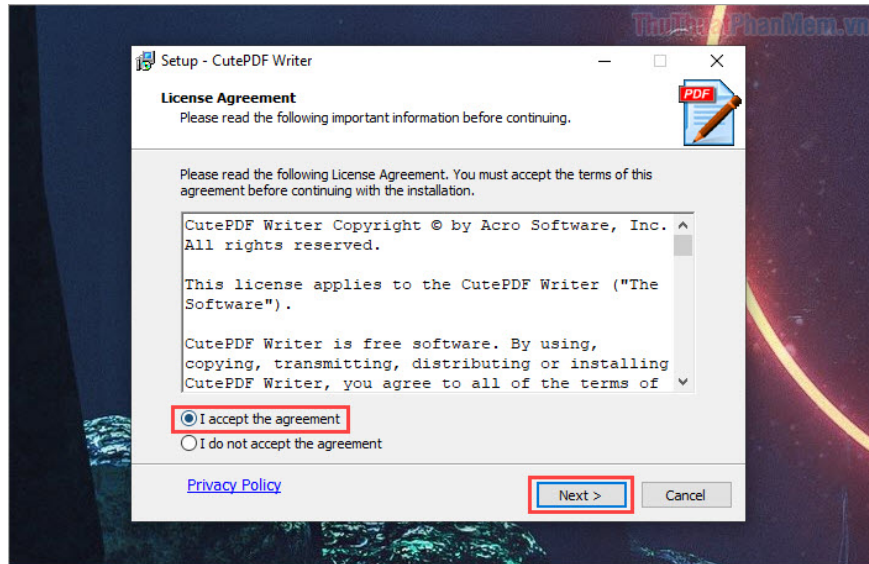 ThuThuatPhanMem.vn
Setup - CutePDF Writer
License Agreement
Please read the following important information before continuing.
PDF
Please read the following License Agreement. You must accept the terms of this
agreement before continuing with the installation.
CutePDF Writer Copyright © by Acro Software, Inc.
All rights reserved.
This license applies to the CutePDF Writer ("The
Software").
CutePDF Writer is free software. By using,
copying, transmitting, distributing or installing
CutePDF Writer, you agree to all of the terms of
I accept the agreement
I do not accept the agreement
Privacy Policy
Next >
Cancel